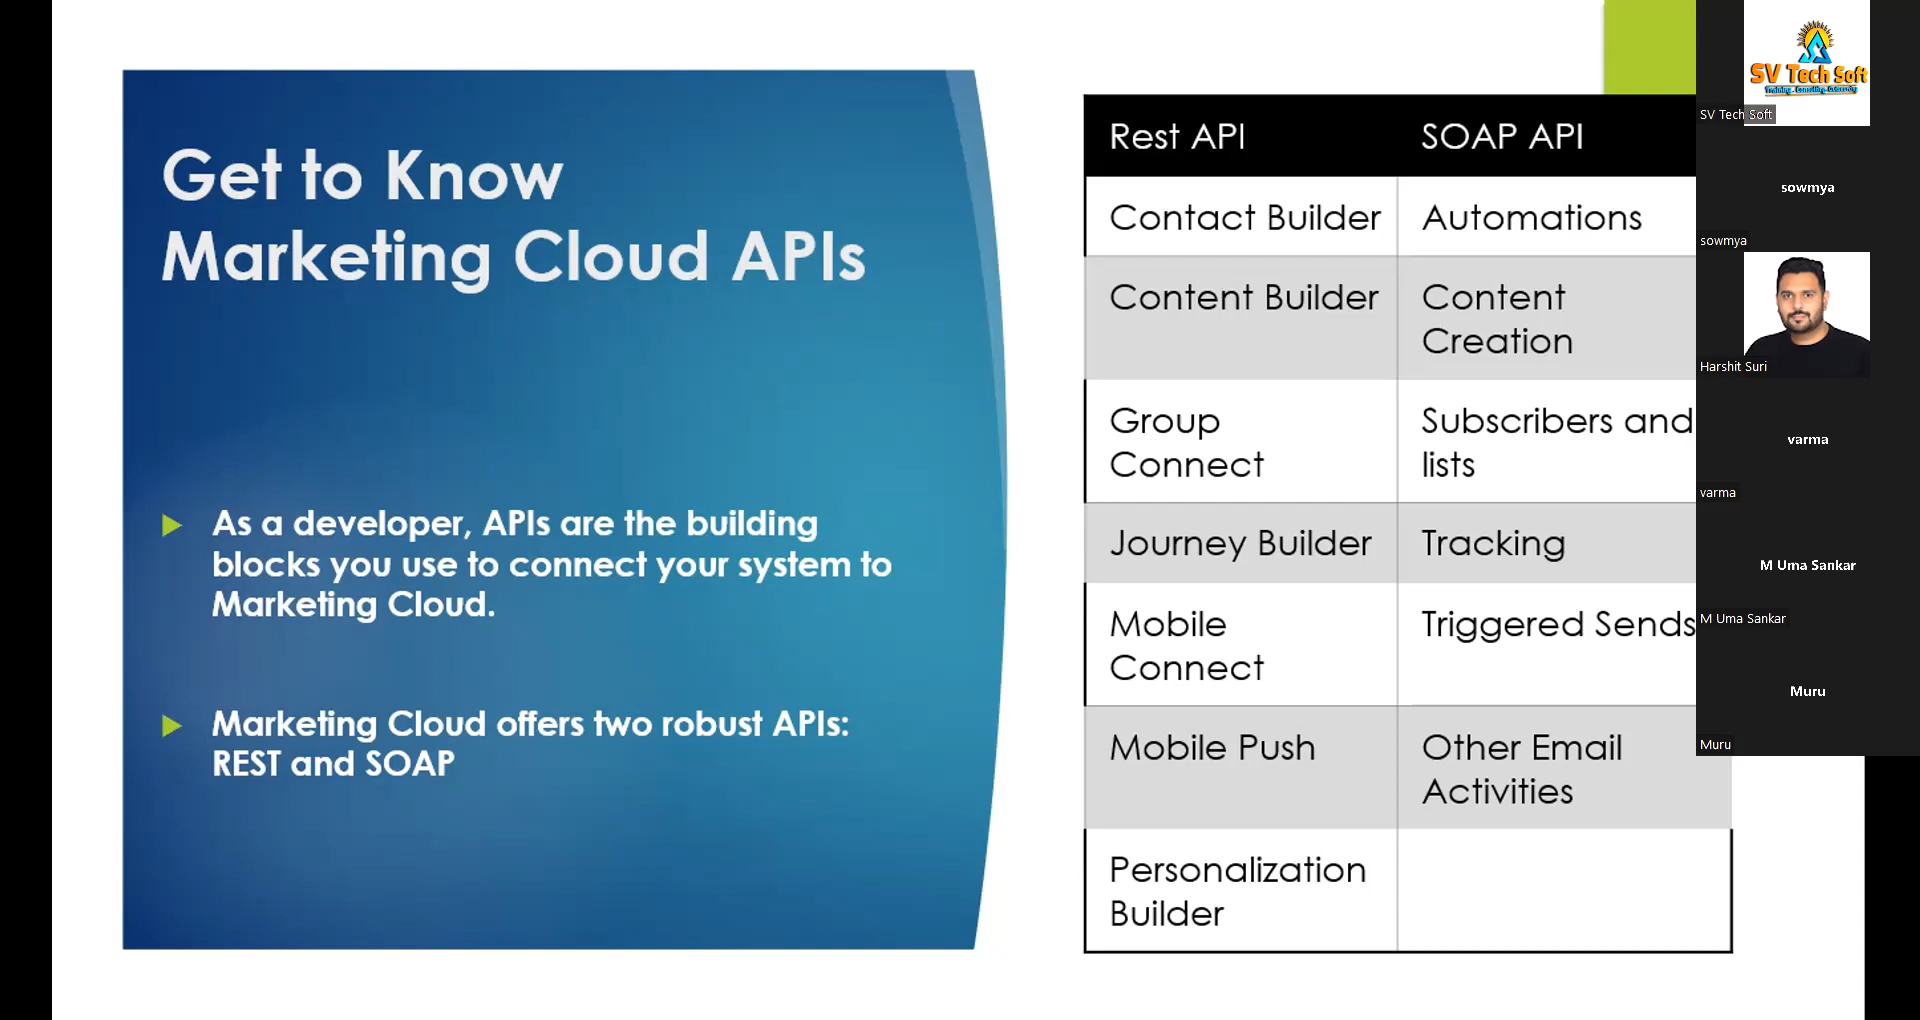 Get to Know
Marketing Cloud APIs
As a developer, APIs are the building
blocks you use to connect your system to
Marketing Cloud.
Marketing Cloud offers two robust APIs:
REST and SOAP
Rest API
SOAP API
Contact Builder
Automations
Content Builder
Content
Creation
Group
Connect
Subscribers and
lists
Journey Builder
Tracking
Mobile
Connect
Triggered Sends
Mobile Push
Other Email
Activities
Personalization
Builder
SV Tech Soft
Training . Consulting. Outsourcing
SV Tech Soft
sowmya
sowmya
Harshit Suri
varma
varma
M Uma Sankar
M Uma Sankar
Muru
Muru